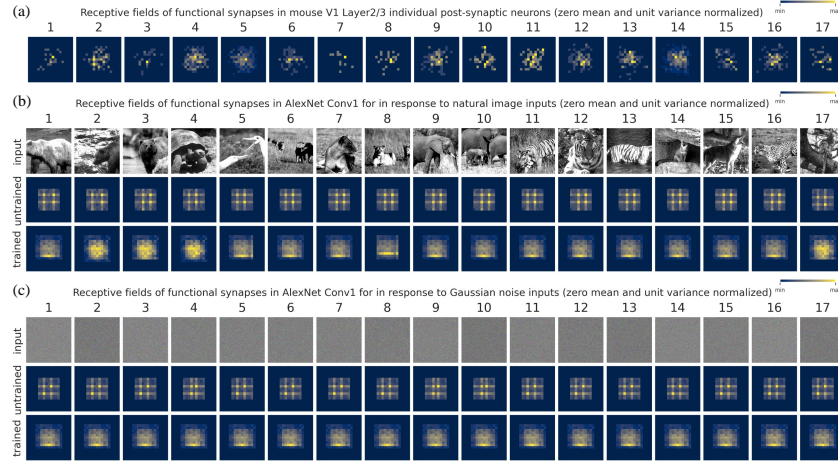 (a)
Receptive fields of functional synapses in mouse V1 Layer2/3 individual post-synaptic neurons (zero mean and unit variance normalized)
min
1 2 3 4 5 6 7 8 9 10 11 12 13 14 15 16 17
(b)
Receptive fields of functional synapses in AlexNet Conv1 for in response to natural image inputs (zero mean and unit variance normalized)
min
1 2 3 4 5 6 7 8 9 10 11 12 13 14 15 16 17
input
untrained
trained
(c)
Receptive fields of functional synapses in AlexNet Conv1 for in response to Gaussian noise inputs (zero mean and unit variance normalized)
min
1 2 3 4 5 6 7 8 9 10 11 12 13 14 15 16 17
input
untrained
trained